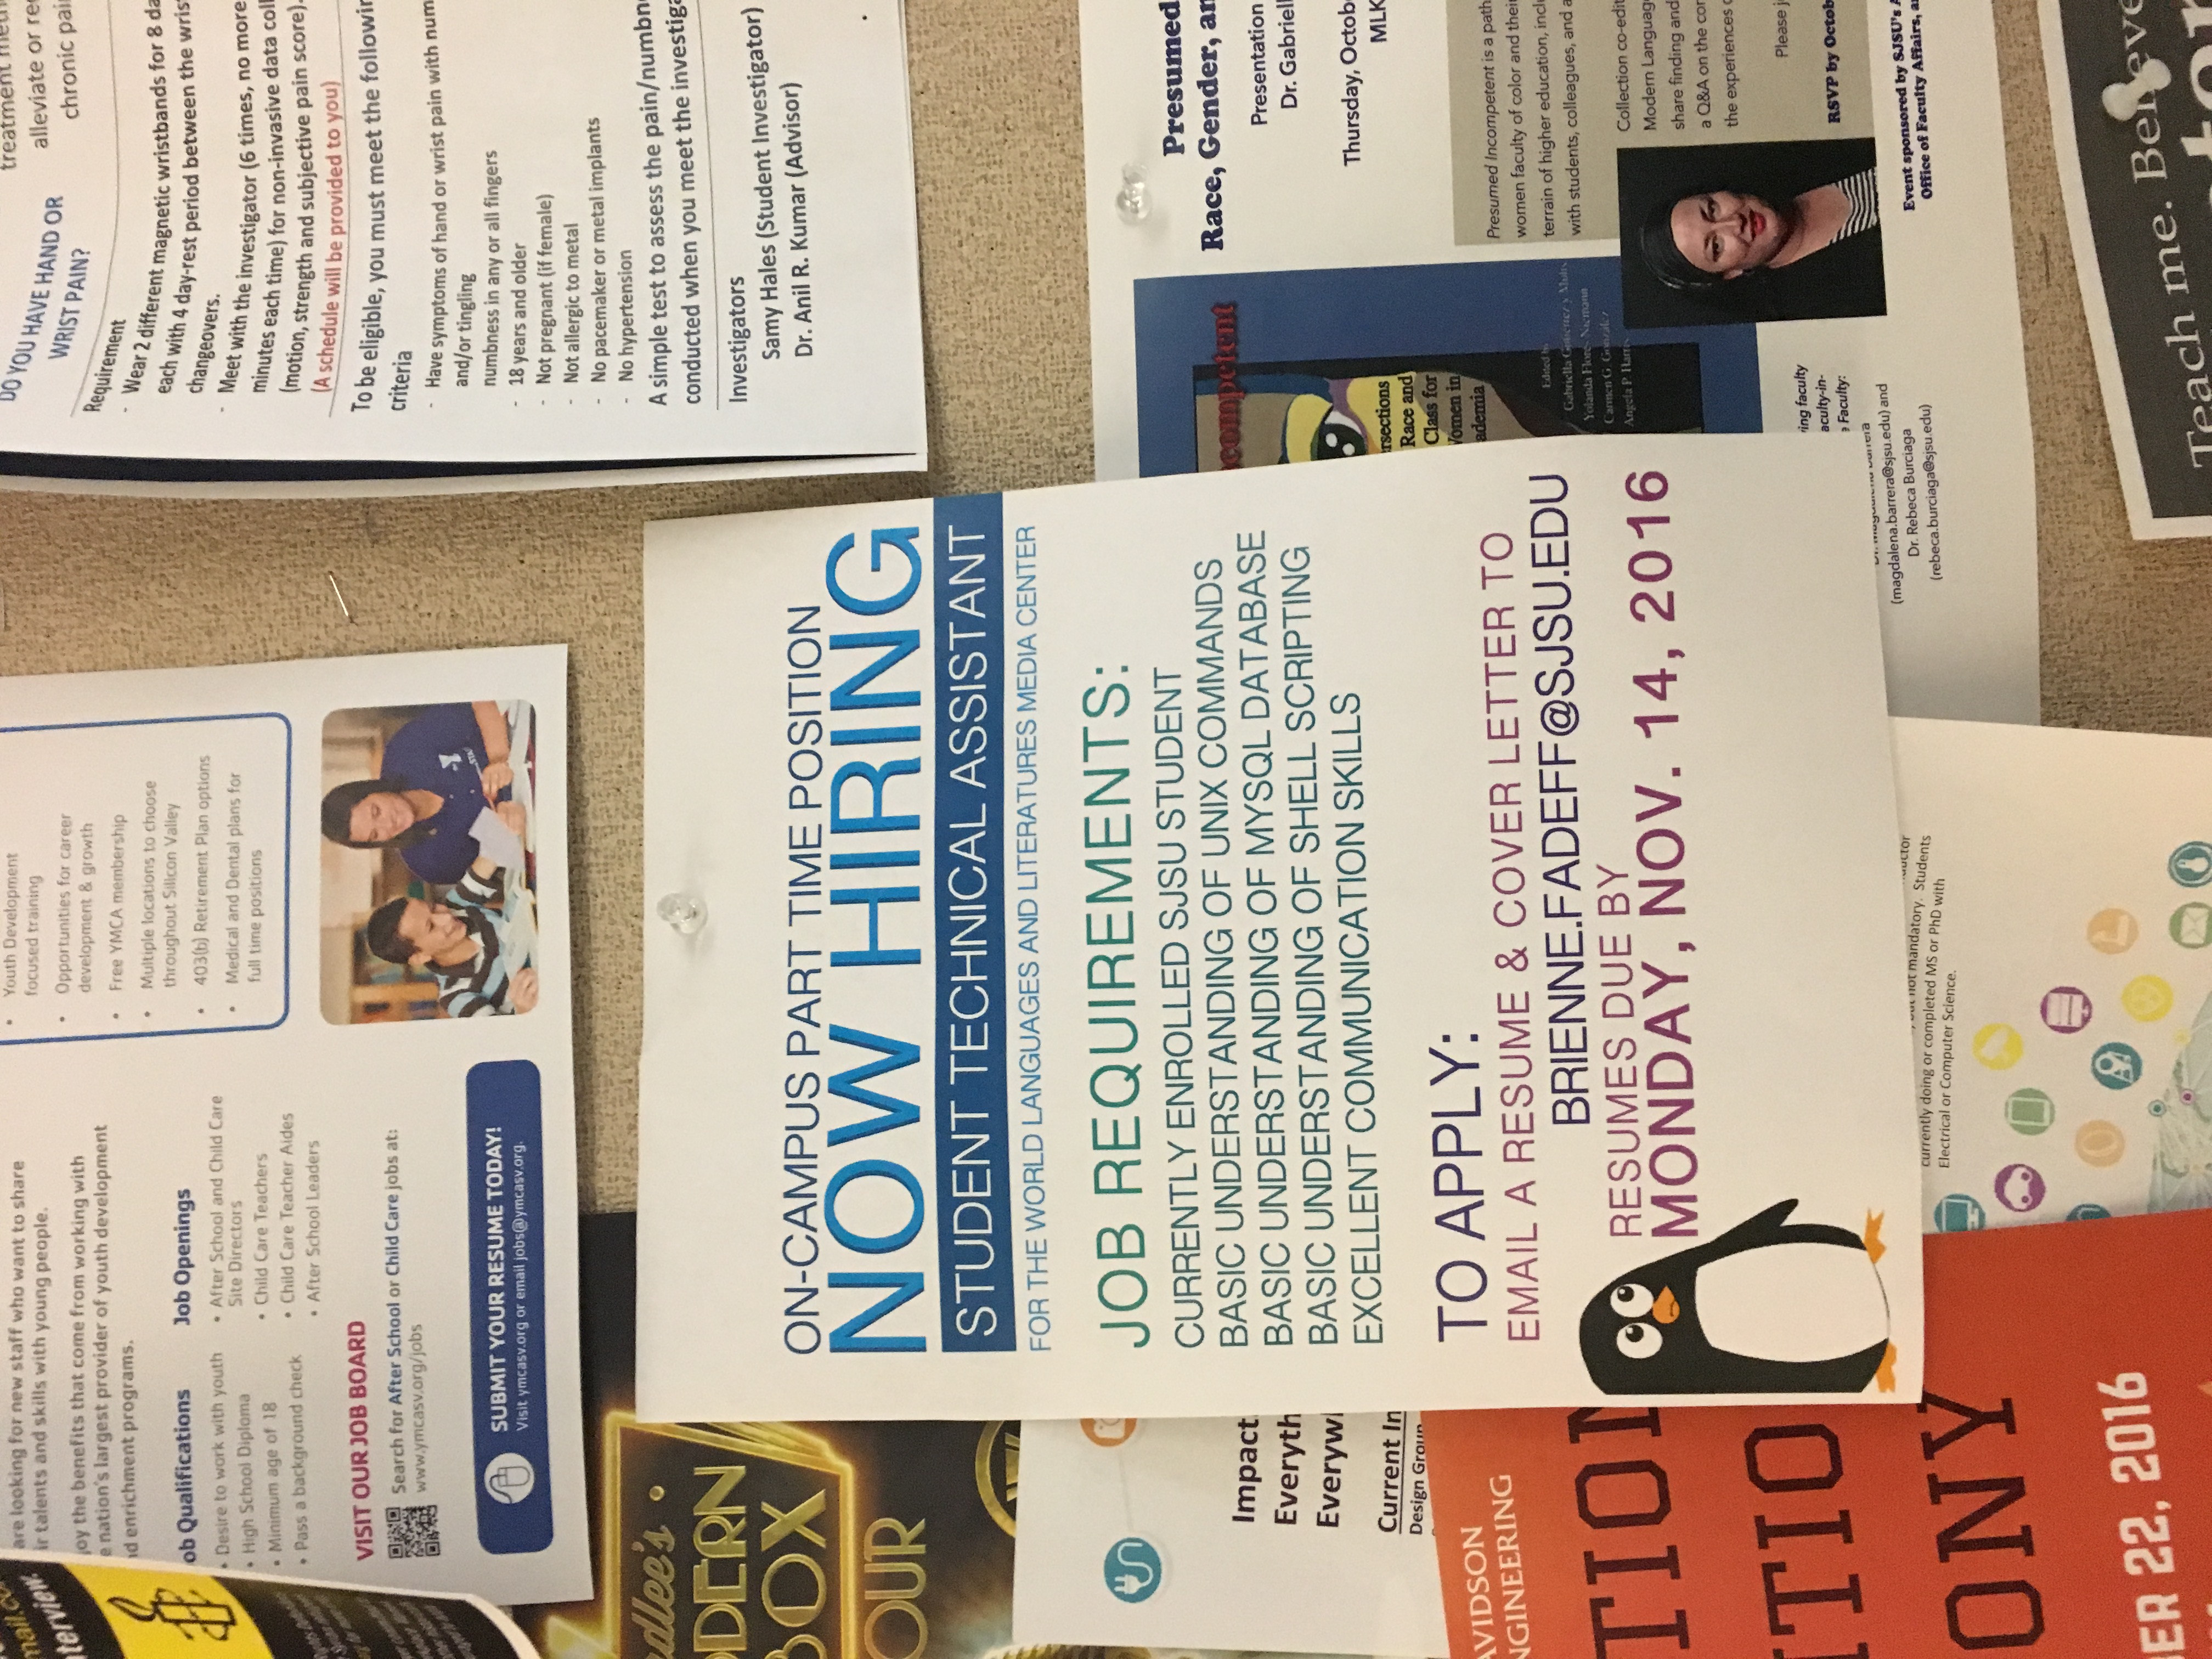 mail.co
nterview.
are looking for new staff who want to share
ir talents and skills with young people.
joy the benefits that come from working with
e nation's largest provider of youth development
nd enrichment programs.
ob Qualifications
• Desire to work with youth
• High School Diploma
• Minimum age of 18
• Pass a background check
Job Openings
• After School and Child Care
Site Directors
• Child Care Teachers
• Child Care Teacher Aides
• After School Leaders
VISIT OUR JOB BOARD
Search for After School or Child Care jobs at:
www.ymcasv.org/jobs
SUBMIT YOUR RESUME TODAY!
Visit ymcasv.org or email jobs@ymcasv.org.
• Youth Development
focused training
• Opportunities for career
development & growth
• Free YMCA membership
• Multiple locations to choose
throughout Silicon Valley
• 403(b) Retirement Plan options
• Medical and Dental plans for
full time positions
DO YOU HAVE HAND OR
WRIST PAIN?
treatment meth
alleviate or re
chronic pai
Requirement
- Wear 2 different magnetic wristbands for 8 da
each with 4 day-rest period between the wris
changeovers.
- Meet with the investigator (6 times, no more
minutes each time) for non-invasive data coll
(motion, strength and subjective pain score).
(A schedule will be provided to you)
To be eligible, you must meet the followin
criteria
- Have symptoms of hand or wrist pain with num
and/or tingling
numbness in any or all fingers
- 18 years and older
- Not pregnant (if female)
- Not allergic to metal
- No pacemaker or metal implants
- No hypertension
A simple test to assess the pain/numbn
conducted when you meet the investiga
Investigators
Samy Hales (Student Investigator)
Dr. Anil R. Kumar (Advisor)
adlee's
ODERN
BOX
OUR
ON-CAMPUS PART TIME POSITION
NOW HIRING
STUDENT TECHNICAL ASSISTANT
FOR THE WORLD LANGUAGES AND LITERATURES MEDIA CENTER
JOB REQUIREMENTS:
CURRENTLY ENROLLED SJSU STUDENT
BASIC UNDERSTANDING OF UNIX COMMANDS
BASIC UNDERSTANDING OF MYSQL DATABASE
BASIC UNDERSTANDING OF SHELL SCRIPTING
EXCELLENT COMMUNICATION SKILLS
TO APPLY:
EMAIL A RESUME & COVER LETTER TO
BRIENNE.FADEFF@SJSU.EDU
RESUMES DUE BY
MONDAY, NOV. 14, 2016
Impact
Everyth
Everyw
Current In
Design Group
AVIDSON
NGINEERING
TION
ITIO
ONY
BER 22, 2016
but not mandatory. Students
currently doing or completed MS or PhD with
Electrical or Computer Science.
Presumed
Race, Gender, an
Presentation
Dr. Gabriell
Thursday, Octobe
MLK
ncompetent
rsections
Race and
Class for
Women in
ademia
Edited by
Gabriella Gutiérrez y Muhs
Yolanda Flores Niemann
Carmen G. González
Angela P. Harris
Presumed Incompetent is a path
women faculty of color and their
terrain of higher education, incl
with students, colleagues, and a
Collection co-edit
Modern Languag
share finding and
a Q&A on the con
the experiences o
Please j
RSVP by Octob
ing faculty
aculty-in-
Faculty:
Dr. Magdalena Barrera
(magdalena.barrera@sjsu.edu) and
Dr. Rebeca Burciaga
(rebeca.burciaga@sjsu.edu)
Event sponsored by SJSU's A
Office of Faculty Affairs, a
Teach me. Believe